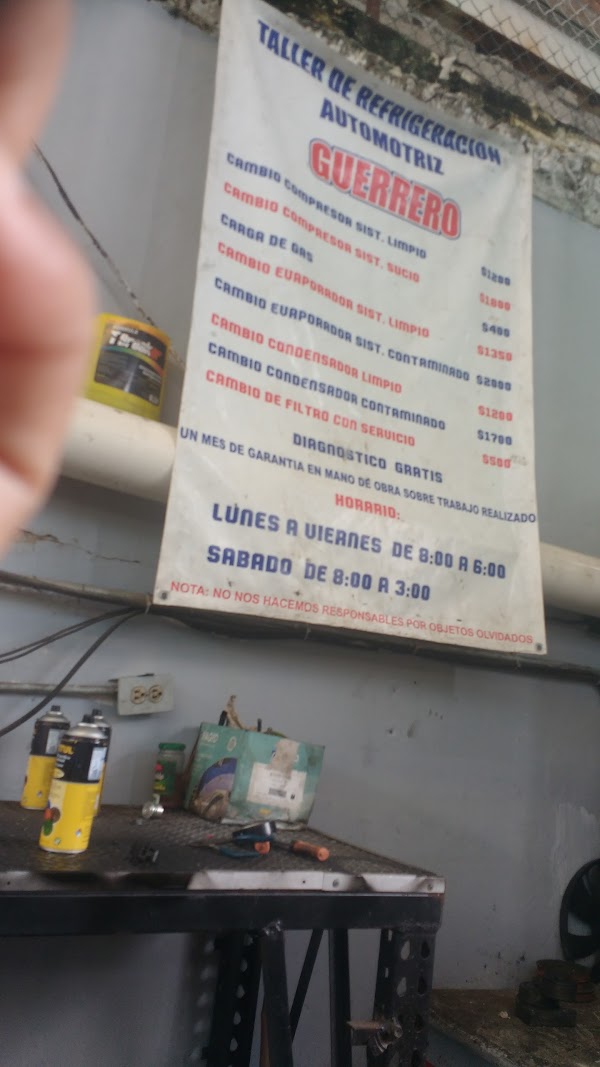 TALLER DE REFRIGERACION
AUTOMOTRIZ
GUERRERO
CAMBIO COMPRESOR SIST. LIMPIO $1200
CAMBIO COMPRESOR SIST. SUCIO $1800
CARGA DE GAS $400
CAMBIO EVAPORADOR SIST. LIMPIO $1350
CAMBIO EVAPORADOR SIST. CONTAMINADO $2000
CAMBIO CONDENSADOR LIMPIO $1200
CAMBIO CONDENSADOR CONTAMINADO $1700
CAMBIO DE FILTRO CON SERVICIO $500
DIAGNOSTICO GRATIS
UN MES DE GARANTIA EN MANO DE OBRA SOBRE TRABAJO REALIZADO
HORARIO:
LUNES A VIERNES DE 8:00 A 6:00
SABADO DE 8:00 A 3:00
NOTA: NO NOS HACEMOS RESPONSABLES POR OBJETOS OLVIDADOS